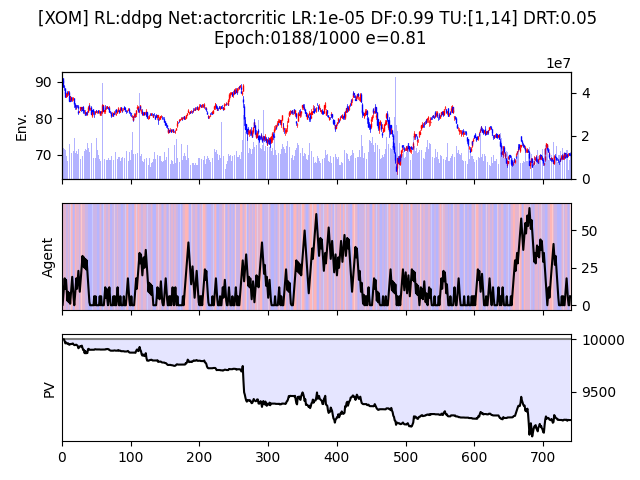 [XOM] RL:ddpg Net:actorcritic LR:1e-05 DF:0.99 TU:[1,14] DRT:0.05
Epoch:0188/1000 e=0.81
1e7
Env.
90
80
70
4
2
0
Agent
50
25
0
PV
10000
9500
0 100 200 300 400 500 600 700